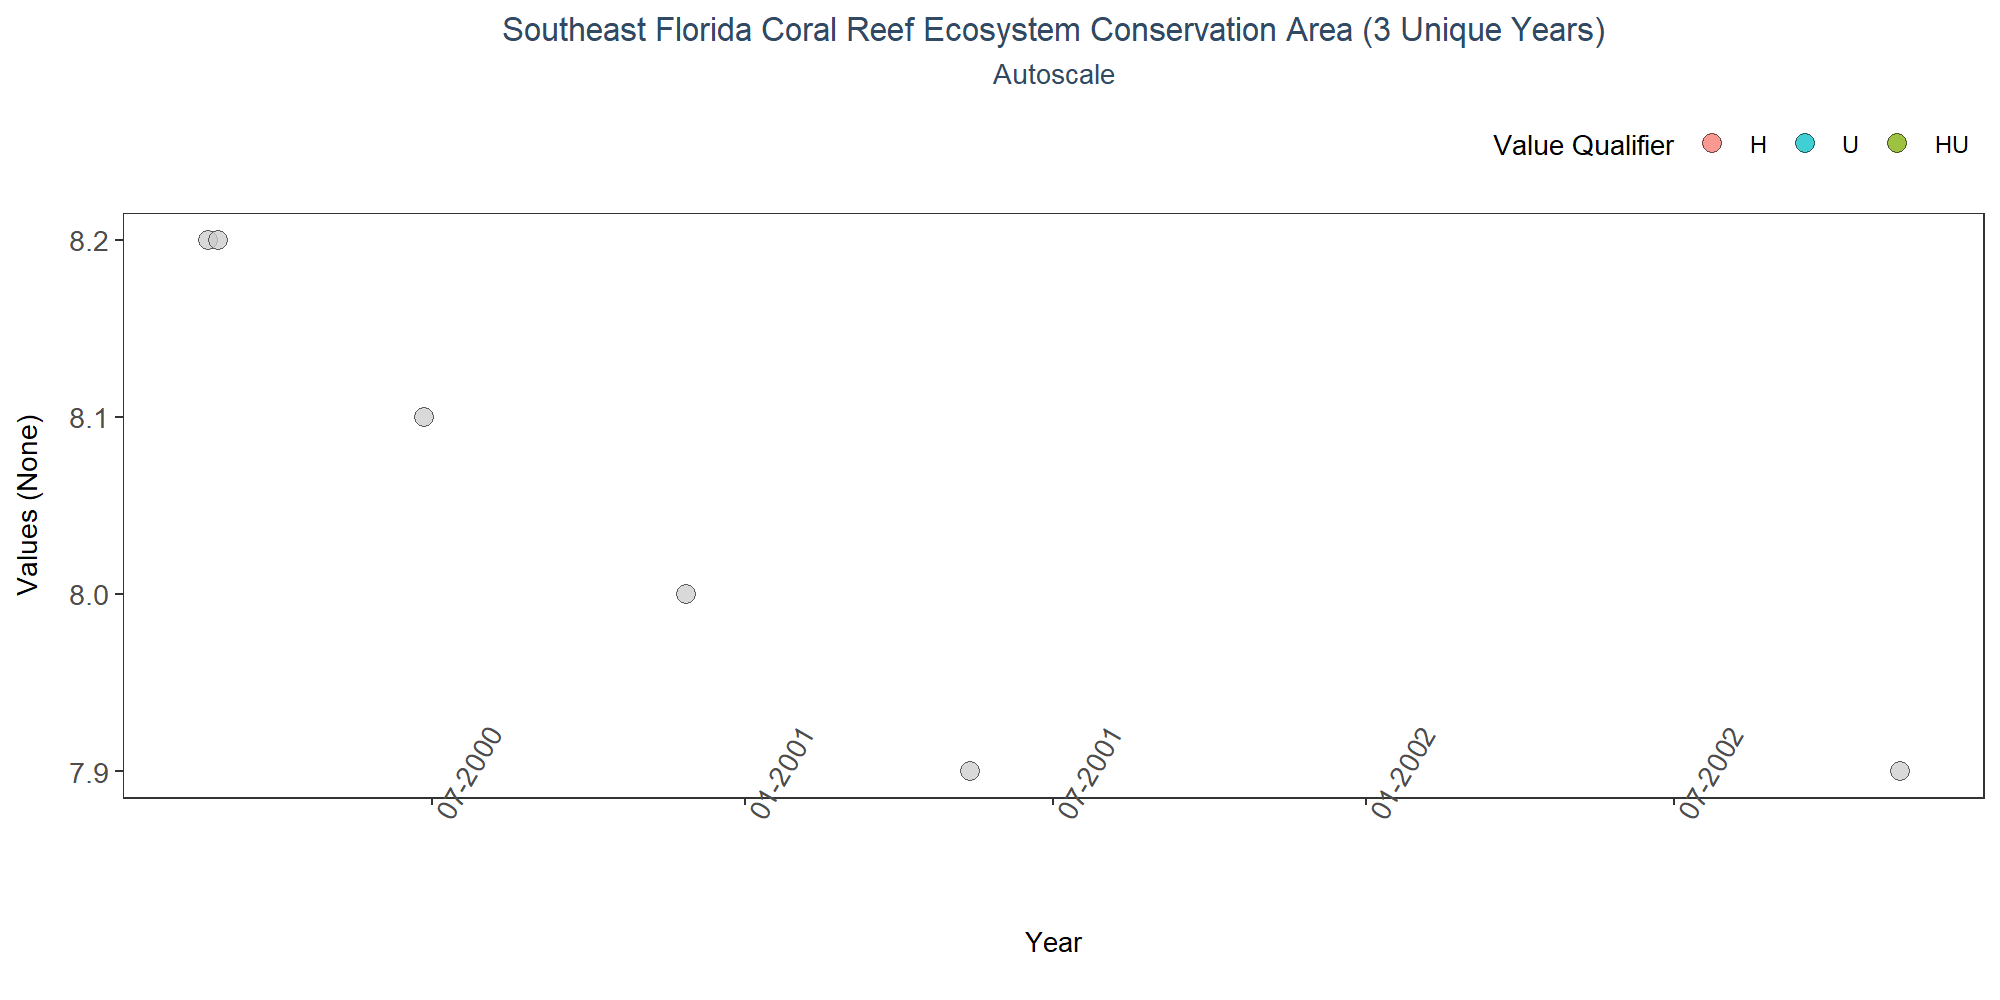 Southeast Florida Coral Reef Ecosystem Conservation Area (3 Unique Years)
Autoscale
Value Qualifier H U HU
8.2
8.1
8.0
7.9
Values (None)
07-2000
01-2001
07-2001
01-2002
07-2002
Year